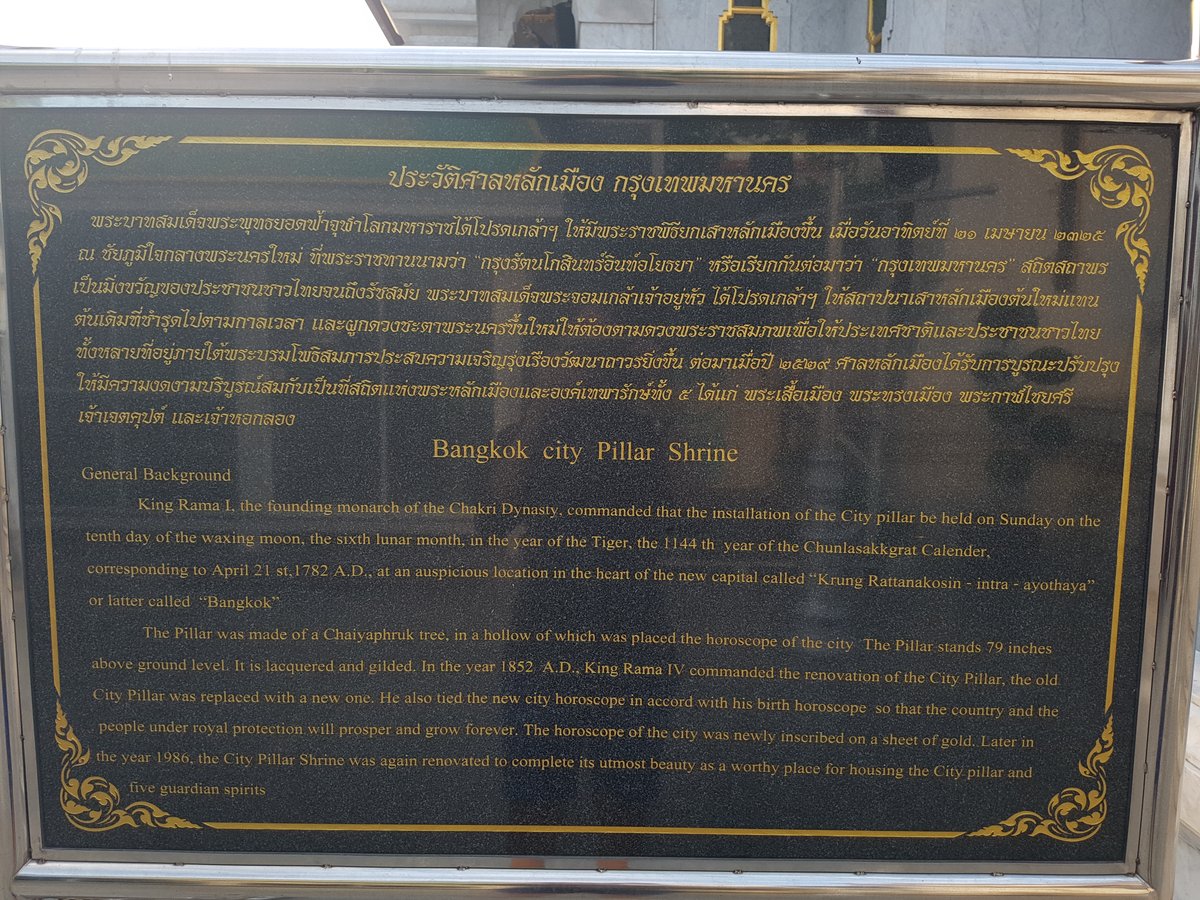 ประวัติศาลหลักเมือง กรุงเทพมหานคร
พระบาทสมเด็จพระพุทธยอดฟ้าจุฬาโลกมหาราชได้โปรดเกล้าฯ ให้มีพระราชพิธียกเสาหลักเมืองขึ้น เมื่อวันอาทิตย์ที่ ๒๑ เมษายน ๒๓๒๕
ณ ชัยภูมิใจกลางพระนครใหม่ ที่พระราชทานนามว่า "กรุงรัตนโกสินทร์อินท์อโยธยา" หรือเรียกกันต่อมาว่า "กรุงเทพมหานคร" สถิตสถาพร
เป็นมิ่งขวัญของประชาชนชาวไทยจนถึงรัชสมัย พระบาทสมเด็จพระจอมเกล้าเจ้าอยู่หัว ได้โปรดเกล้าฯ ให้สถาปนาเสาหลักเมืองต้นใหม่แทน
ต้นเดิมที่ชำรุดไปตามกาลเวลา และผูกดวงชะตาพระนครขึ้นใหม่ให้ต้องตามดวงพระราชสมภพเพื่อให้ประเทศชาติและประชาชนชาวไทย
ทั้งหลายที่อยู่ภายใต้พระบรมโพธิสมภารประสบความเจริญรุ่งเรืองวัฒนาถาวรยิ่งขึ้น ต่อมาเมื่อปี ๒๕๒๙ ศาลหลักเมืองได้รับการบูรณะปรับปรุง
ให้มีความงดงามบริบูรณ์สมกับเป็นที่สถิตแห่งพระหลักเมืองและองค์เทพารักษ์ทั้ง ๕ ได้แก่ พระเสื้อเมือง พระทรงเมือง พระกาฬไชยศรี
เจ้าเจตคุปต์ และเจ้าหอกลอง
Bangkok city Pillar Shrine
General Background
King Rama I, the founding monarch of the Chakri Dynasty, commanded that the installation of the City pillar be held on Sunday on the
tenth day of the waxing moon, the sixth lunar month, in the year of the Tiger, the 1144 th year of the Chunlasakkgrat Calender,
corresponding to April 21 st,1782 A.D., at an auspicious location in the heart of the new capital called "Krung Rattanakosin - intra - ayothaya"
or latter called "Bangkok"
The Pillar was made of a Chaiyaphruk tree, in a hollow of which was placed the horoscope of the city The Pillar stands 79 inches
above ground level. It is lacquered and gilded. In the year 1852 A.D., King Rama IV commanded the renovation of the City Pillar, the old
City Pillar was replaced with a new one. He also tied the new city horoscope in accord with his birth horoscope so that the country and the
people under royal protection will prosper and grow forever. The horoscope of the city was newly inscribed on a sheet of gold. Later in
the year 1986, the City Pillar Shrine was again renovated to complete its utmost beauty as a worthy place for housing the City pillar and
five guardian spirits